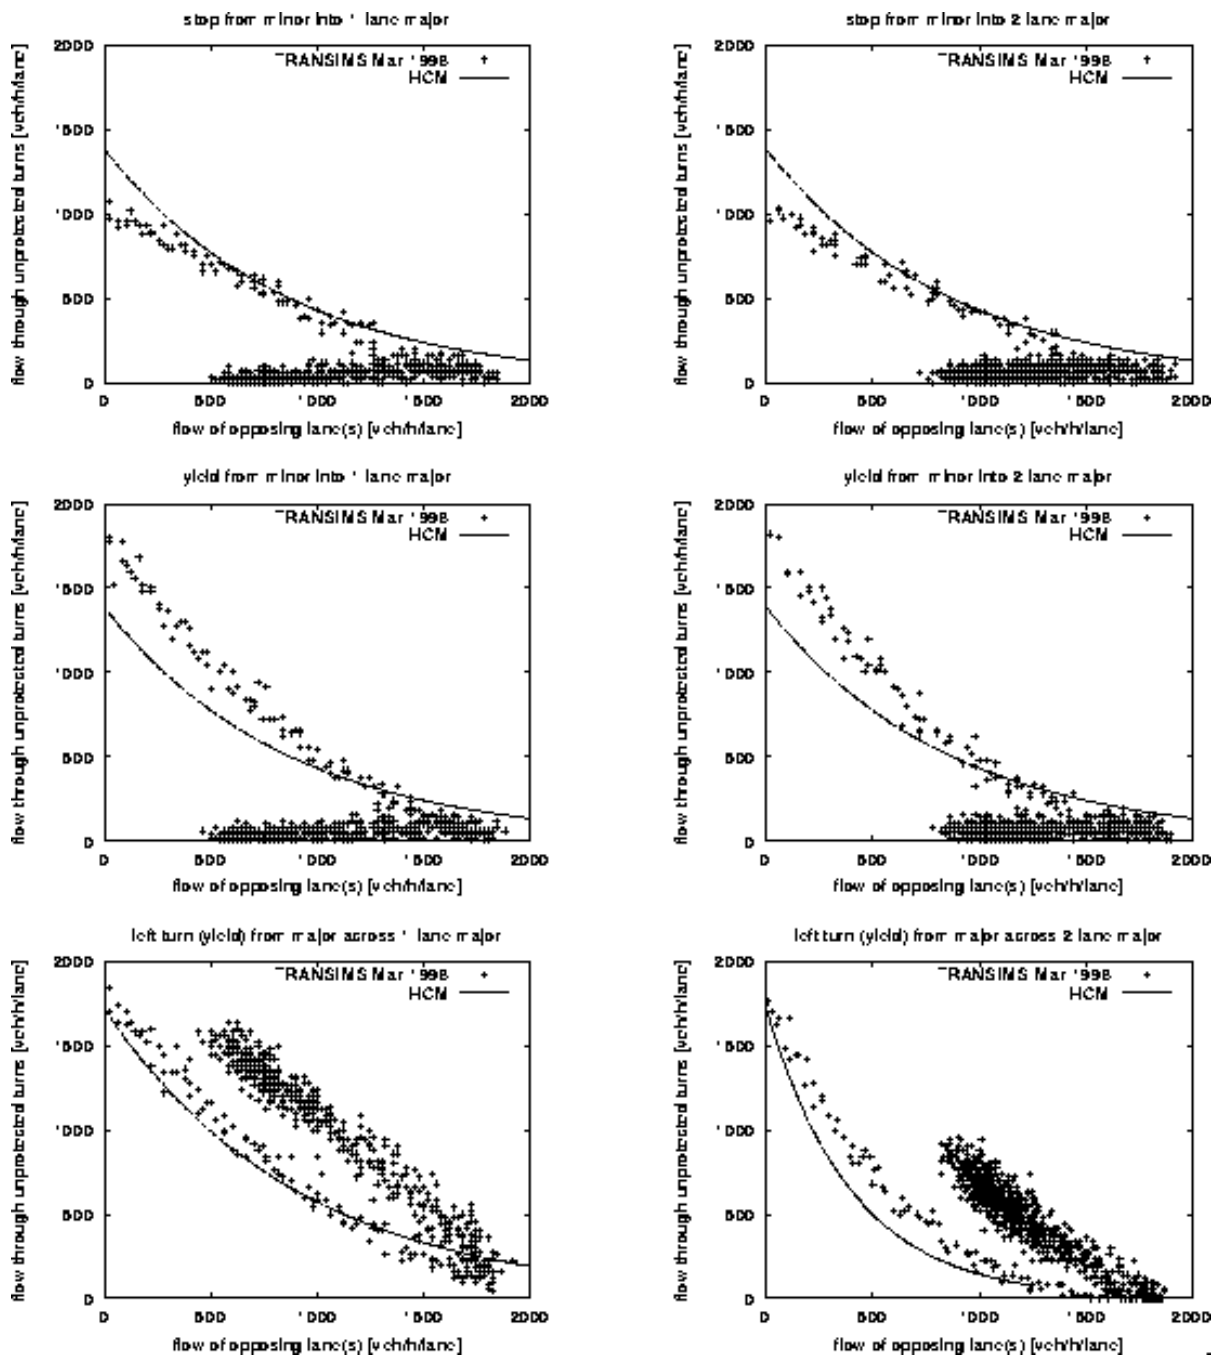 stop from minor into 1 lane major
2000
1500
1000
500
0
0 500 1000 1500 2000
flow through unprotected turns [veh/h/lane]
flow of opposing lane(s) [veh/h/lane]
TRANSIMS Mar 1998
HCM
stop from minor into 2 lane major
2000
1500
1000
500
0
0 500 1000 1500 2000
flow through unprotected turns [veh/h/lane]
flow of opposing lane(s) [veh/h/lane]
TRANSIMS Mar 1998
HCM
yield from minor into 1 lane major
2000
1500
1000
500
0
0 500 1000 1500 2000
flow through unprotected turns [veh/h/lane]
flow of opposing lane(s) [veh/h/lane]
TRANSIMS Mar 1998
HCM
yield from minor into 2 lane major
2000
1500
1000
500
0
0 500 1000 1500 2000
flow through unprotected turns [veh/h/lane]
flow of opposing lane(s) [veh/h/lane]
TRANSIMS Mar 1998
HCM
left turn (yield) from major across 1 lane major
2000
1500
1000
500
0
0 500 1000 1500 2000
flow through unprotected turns [veh/h/lane]
flow of opposing lane(s) [veh/h/lane]
TRANSIMS Mar 1998
HCM
left turn (yield) from major across 2 lane major
2000
1500
1000
500
0
0 500 1000 1500 2000
flow through unprotected turns [veh/h/lane]
flow of opposing lane(s) [veh/h/lane]
TRANSIMS Mar 1998
HCM